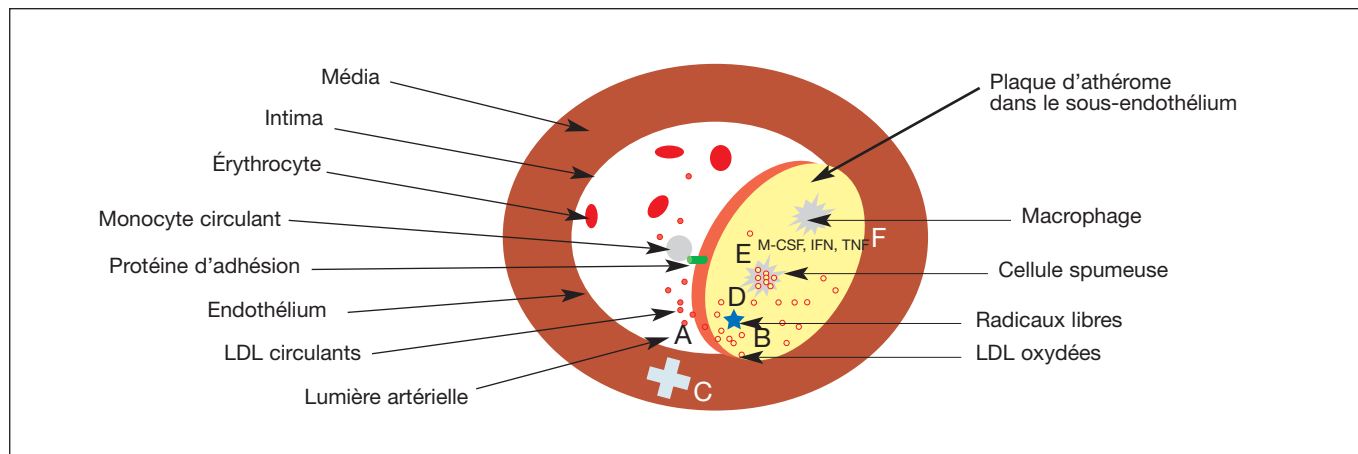 Média
Intima
Érythrocyte
Monocyte circulant
Protéine d'adhésion
Endothélium
LDL circulants
Lumière artérielle
Plaque d'athérome
dans le sous-endothélium
Macrophage
F
M-CSF, IFN, TNF
E
Cellule spumeuse
D
Radicaux libres
A
B
LDL oxydées
C